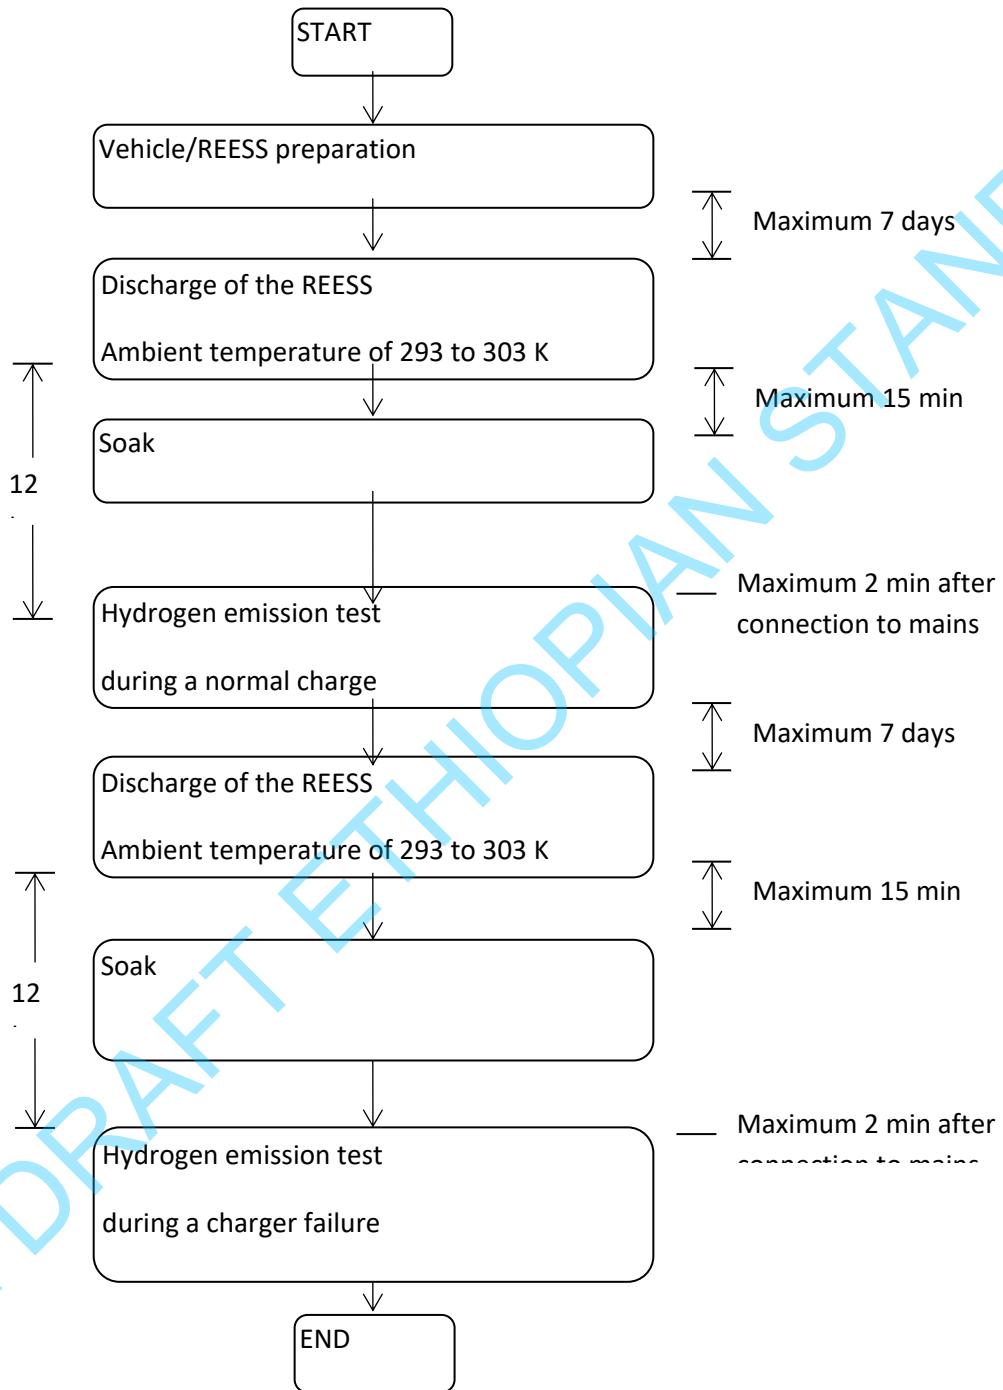 START
Vehicle/REESS preparation
Maximum 7 days
Discharge of the REESS
Ambient temperature of 293 to 303 K
Maximum 15 min
Soak
12
Maximum 2 min after
connection to mains
Hydrogen emission test
during a normal charge
Maximum 7 days
Discharge of the REESS
Ambient temperature of 293 to 303 K
Maximum 15 min
Soak
12
Maximum 2 min after
connection to mains
Hydrogen emission test
during a charger failure
END
DRAFT ETHIOPIAN